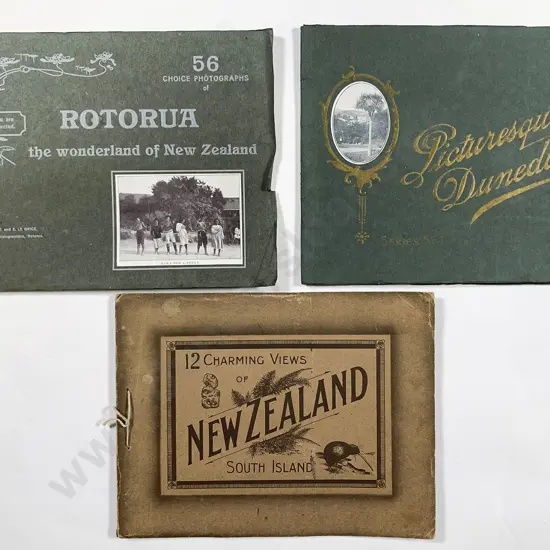 56
CHOICE PHOTOGRAPHS
of
ROTORUA
the wonderland of New Zealand
Picturesque
SERIES
12 CHARMING VIEWS
OF
NEW ZEALAND
SOUTH ISLAND